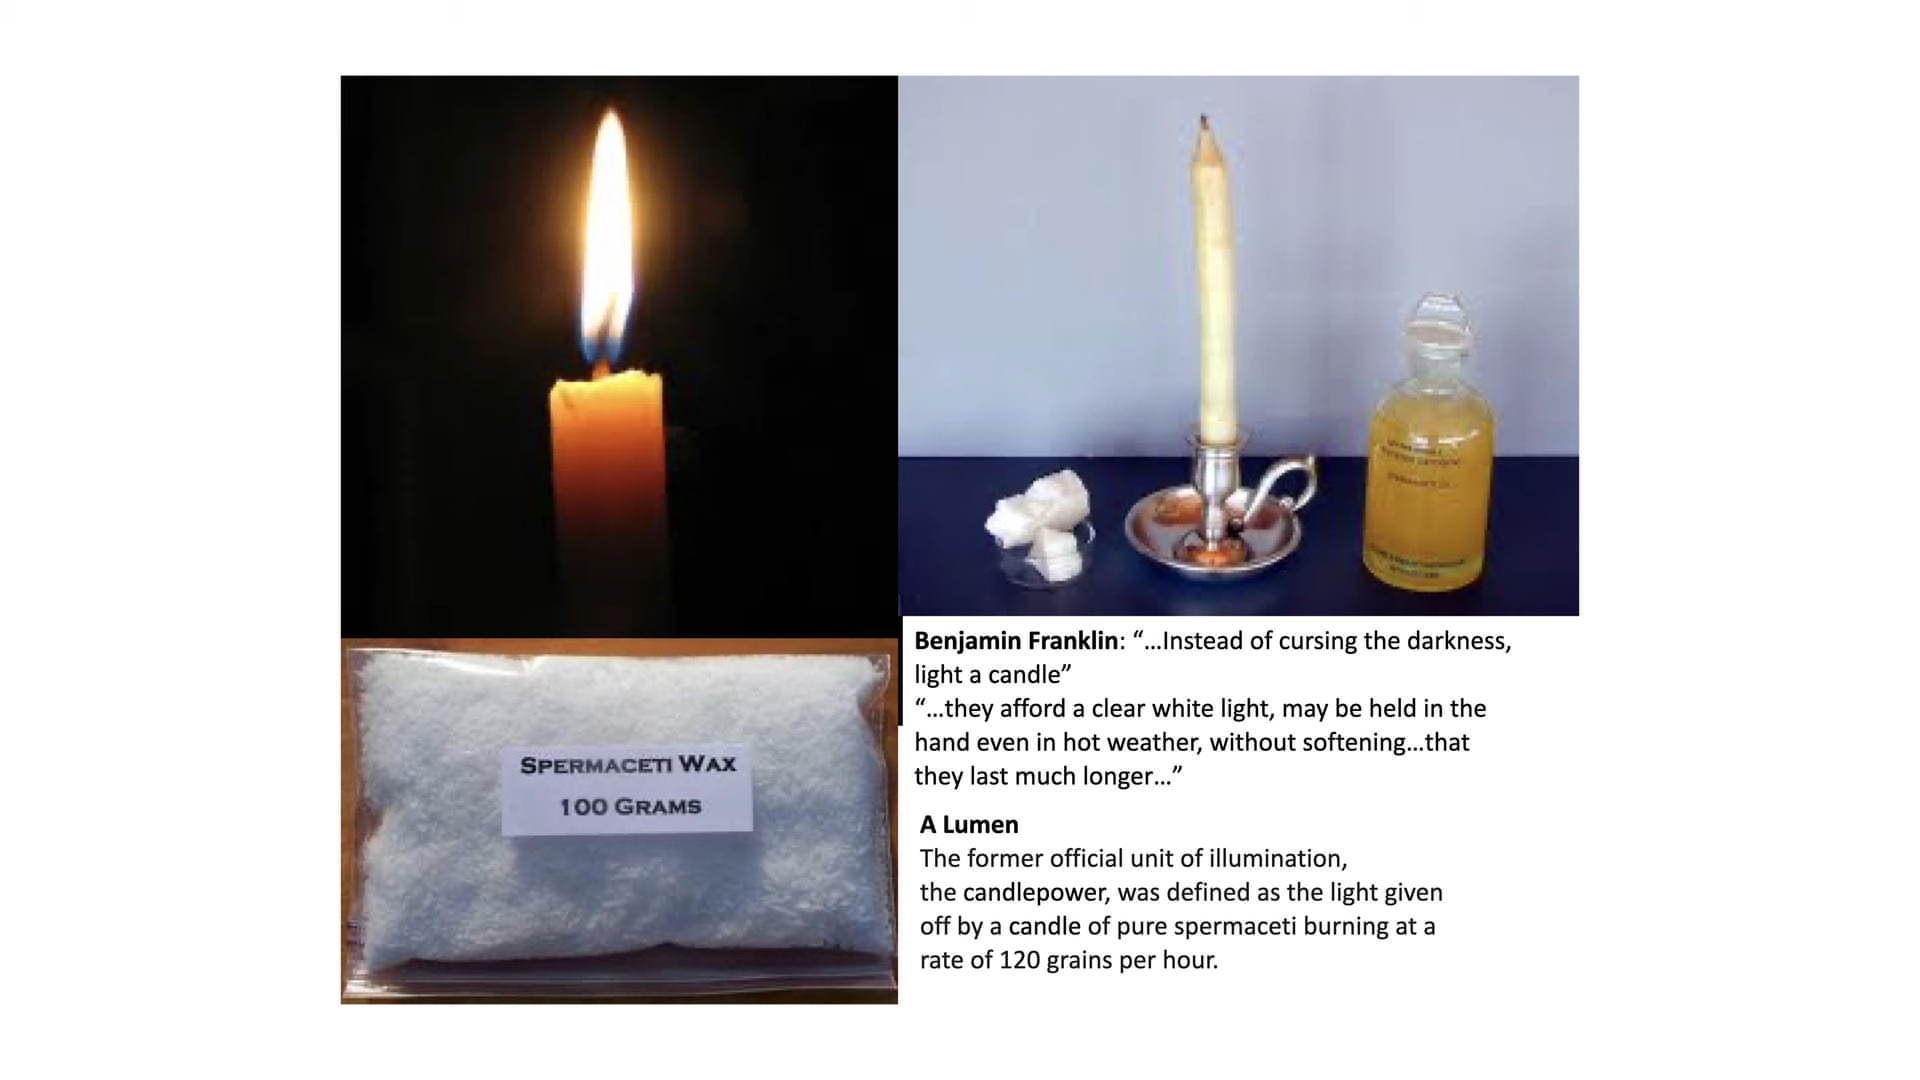 SPERMACETI WAX
100 GRAMS
Benjamin Franklin: “...Instead of cursing the darkness,
light a candle”
“...they afford a clear white light, may be held in the
hand even in hot weather, without softening...that
they last much longer...”
A Lumen
The former official unit of illumination,
the candlepower, was defined as the light given
off by a candle of pure spermaceti burning at a
rate of 120 grains per hour.